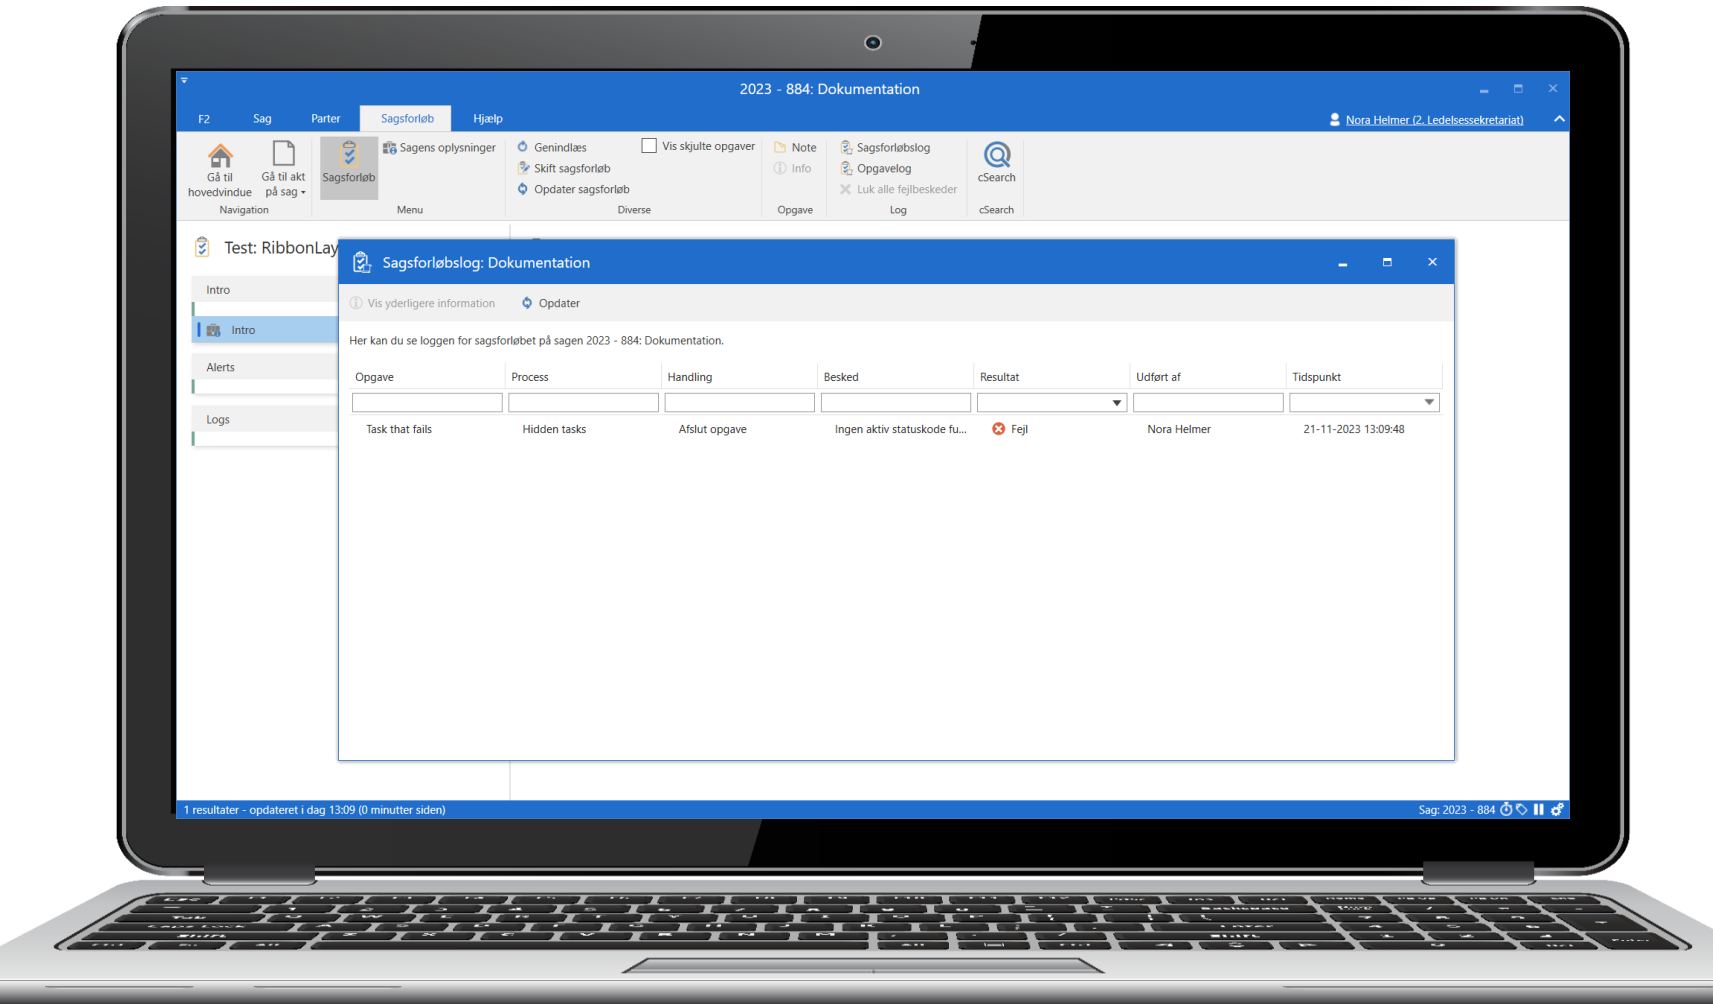 2023 - 884: Dokumentation
F2 Sag Parter Sagsforløb Hjælp Nora Helmer (2. Ledelsessekretariat)
Gå til hovedvindue
Gå til akt på sag
Navigation
Sagsforløb
Sagens oplysninger
Menu
Genindlæs
Skift sagsforløb
Opdater sagsforløb
Vis skjulte opgaver
Diverse
Note
Info
Opgave
Sagsforløbslog
Opgavelog
Luk alle fejlbeskeder
Log
cSearch
cSearch
Test: RibbonLay
Intro
Intro
Alerts
Logs
Sagsforløbslog: Dokumentation
Vis yderligere information Opdater
Her kan du se loggen for sagsforløbet på sagen 2023 - 884: Dokumentation.
Opgave Process Handling Besked Resultat Udført af Tidspunkt
Task that fails Hidden tasks Afslut opgave Ingen aktiv statuskode fu... Fejl Nora Helmer 21-11-2023 13:09:48
1 resultater - opdateret i dag 13:09 (0 minutter siden) Sag: 2023 - 884